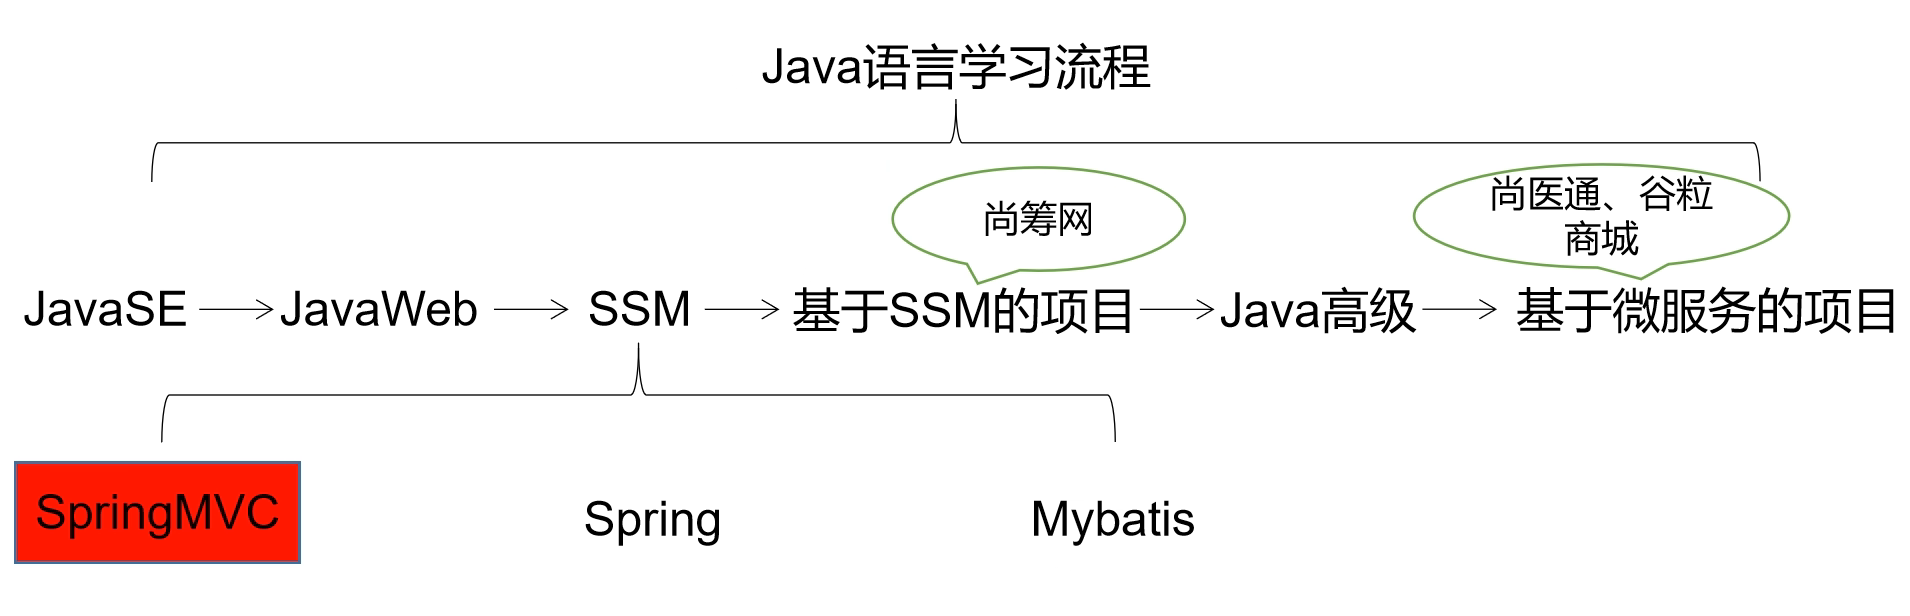 Java语言学习流程
尚筹网
尚医通、谷粒
商城
JavaSE
JavaWeb
SSM
基于SSM的项目
Java高级
基于微服务的项目
SpringMVC
Spring
Mybatis